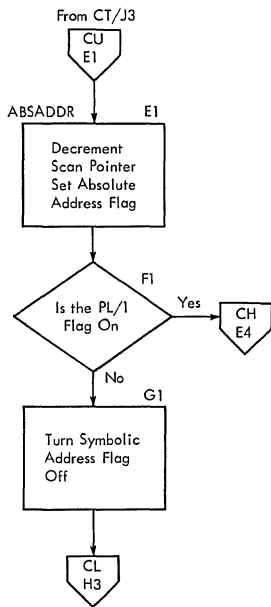 From CT/J3
CU
E1
ABSADDR E1
Decrement
Scan Pointer
Set Absolute
Address Flag
F1
Is the PL/1
Flag On
Yes
CH
E4
No
G1
Turn Symbolic
Address Flag
Off
CL
H3